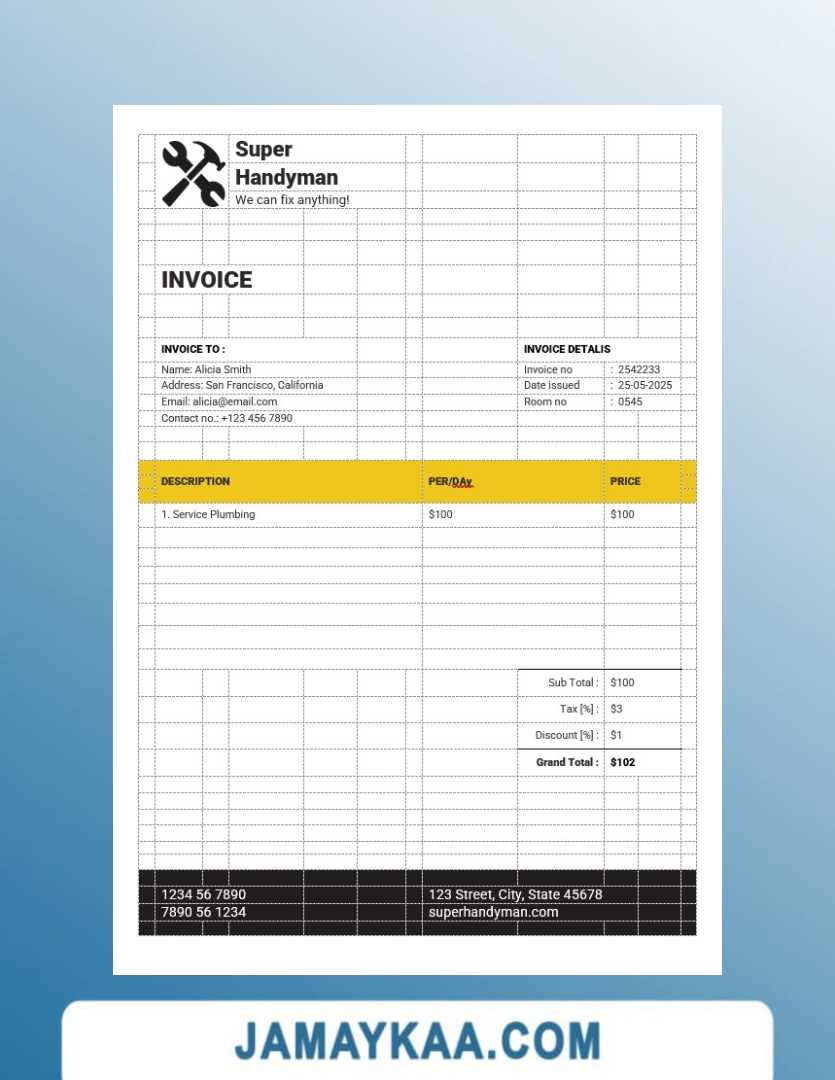 Super
Handyman
We can fix anything!
INVOICE
INVOICE TO :
Name: Alicia Smith
Address: San Francisco, California
Email: alicia@email.com
Contact no.: +123 456 7890
INVOICE DETALIS
Invoice no : 2542233
Date issued : 25-05-2025
Room no : 0545
DESCRIPTION PER/DAy PRICE
1. Service Plumbing $100 $100
Sub Total : $100
Tax [%] : $3
Discount [%] : $1
Grand Total : $102
1234 56 7890
7890 56 1234
123 Street, City, State 45678
superhandyman.com
JAMAYKAA.COM